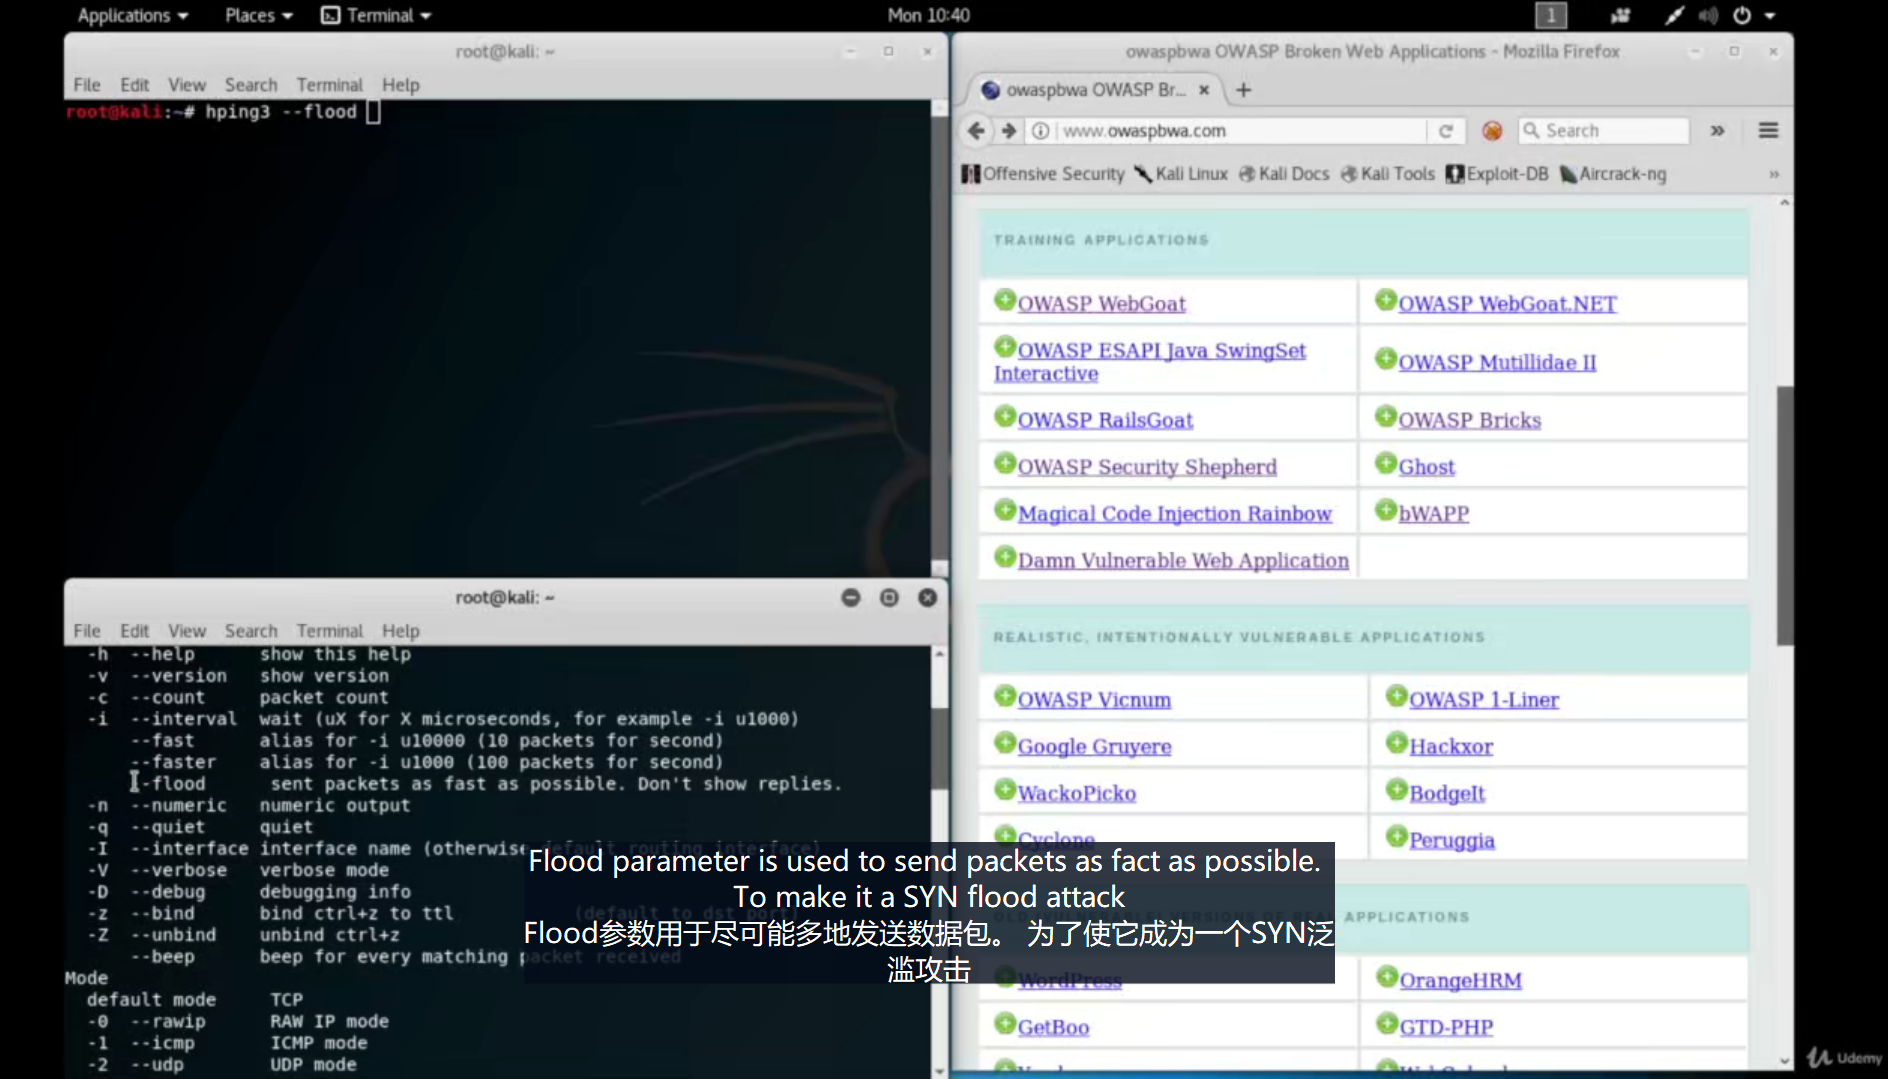 Applications Places Terminal Mon 10:40 1
root@kali: ~
File Edit View Search Terminal Help
root@kali:~# hping3 --flood
root@kali: ~
File Edit View Search Terminal Help
-h --help show this help
-v --version show version
-c --count packet count
-i --interval wait (uX for X microseconds, for example -i u1000)
--fast alias for -i u10000 (10 packets for second)
--faster alias for -i u1000 (100 packets for second)
-flood sent packets as fast as possible. Don't show replies.
-n --numeric numeric output
-q --quiet quiet
-I --interface interface name (otherwise default routing interface)
-V --verbose verbose mode
-D --debug debugging info
-z --bind bind ctrl+z to ttl (default to dst port)
-Z --unbind unbind ctrl+z
--beep beep for every matching packet received
Mode
default mode TCP
-0 --rawip RAW IP mode
-1 --icmp ICMP mode
-2 --udp UDP mode
owaspbwa OWASP Broken Web Applications - Mozilla Firefox
owaspbwa OWASP Br...
www.owaspbwa.com Search
Offensive Security Kali Linux Kali Docs Kali Tools Exploit-DB Aircrack-ng
TRAINING APPLICATIONS
OWASP WebGoat OWASP WebGoat.NET
OWASP ESAPI Java SwingSet
Interactive OWASP Mutillidae II
OWASP RailsGoat OWASP Bricks
OWASP Security Shepherd Ghost
Magical Code Injection Rainbow bWAPP
Damn Vulnerable Web Application
REALISTIC, INTENTIONALLY VULNERABLE APPLICATIONS
OWASP Vicnum OWASP 1-Liner
Google Gruyere Hackxor
WackoPicko BodgeIt
Cyclone Peruggia
OLD (VULNERABLE) VERSIONS OF REAL APPLICATIONS
WordPress OrangeHRM
GetBoo GTD-PHP
Flood parameter is used to send packets as fact as possible.
To make it a SYN flood attack
Flood参数用于尽可能多地发送数据包。 为了使它成为一个SYN泛
滥攻击
Udemy